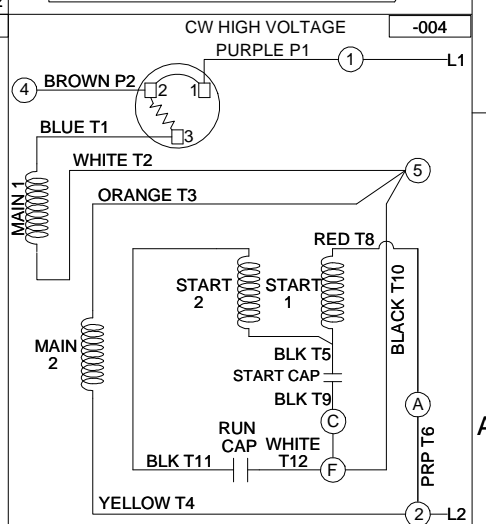 CW HIGH VOLTAGE
-004
PURPLE P1
1
L1
4
BROWN P2
2
1
BLUE T1
3
WHITE T2
5
MAIN 1
ORANGE T3
RED T8
START
2
START
1
BLACK T10
MAIN
2
BLK T5
START CAP
BLK T9
A
C
RUN
CAP
WHITE
T12
BLK T11
F
PRP T6
YELLOW T4
2
L2